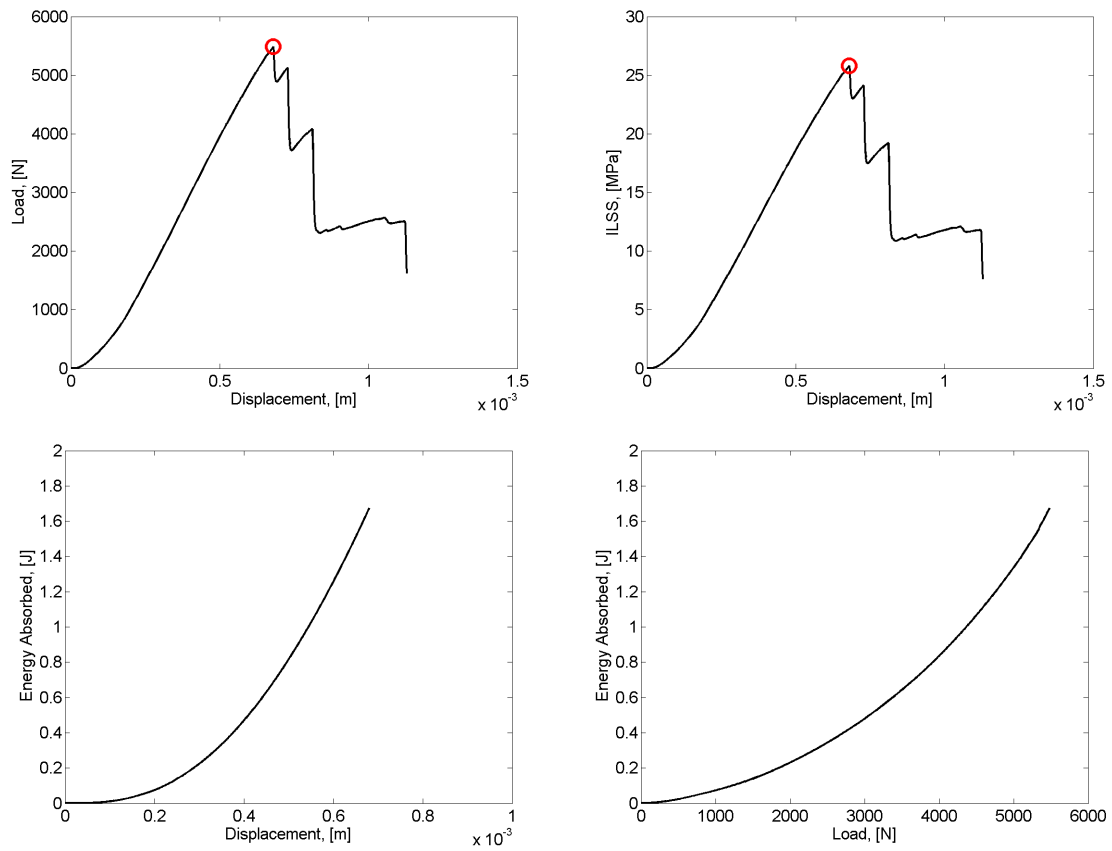 6000
5000
4000
3000
2000
1000
0
Load, [N]
0 0.5 1 1.5
Displacement, [m]
x 10⁻³
30
25
20
15
10
5
0
ILSS, [MPa]
0 0.5 1 1.5
Displacement, [m]
x 10⁻³
2
1.8
1.6
1.4
1.2
1
0.8
0.6
0.4
0.2
0
Energy Absorbed, [J]
0 0.2 0.4 0.6 0.8 1
Displacement, [m]
x 10⁻³
2
1.8
1.6
1.4
1.2
1
0.8
0.6
0.4
0.2
0
Energy Absorbed, [J]
0 1000 2000 3000 4000 5000 6000
Load, [N]